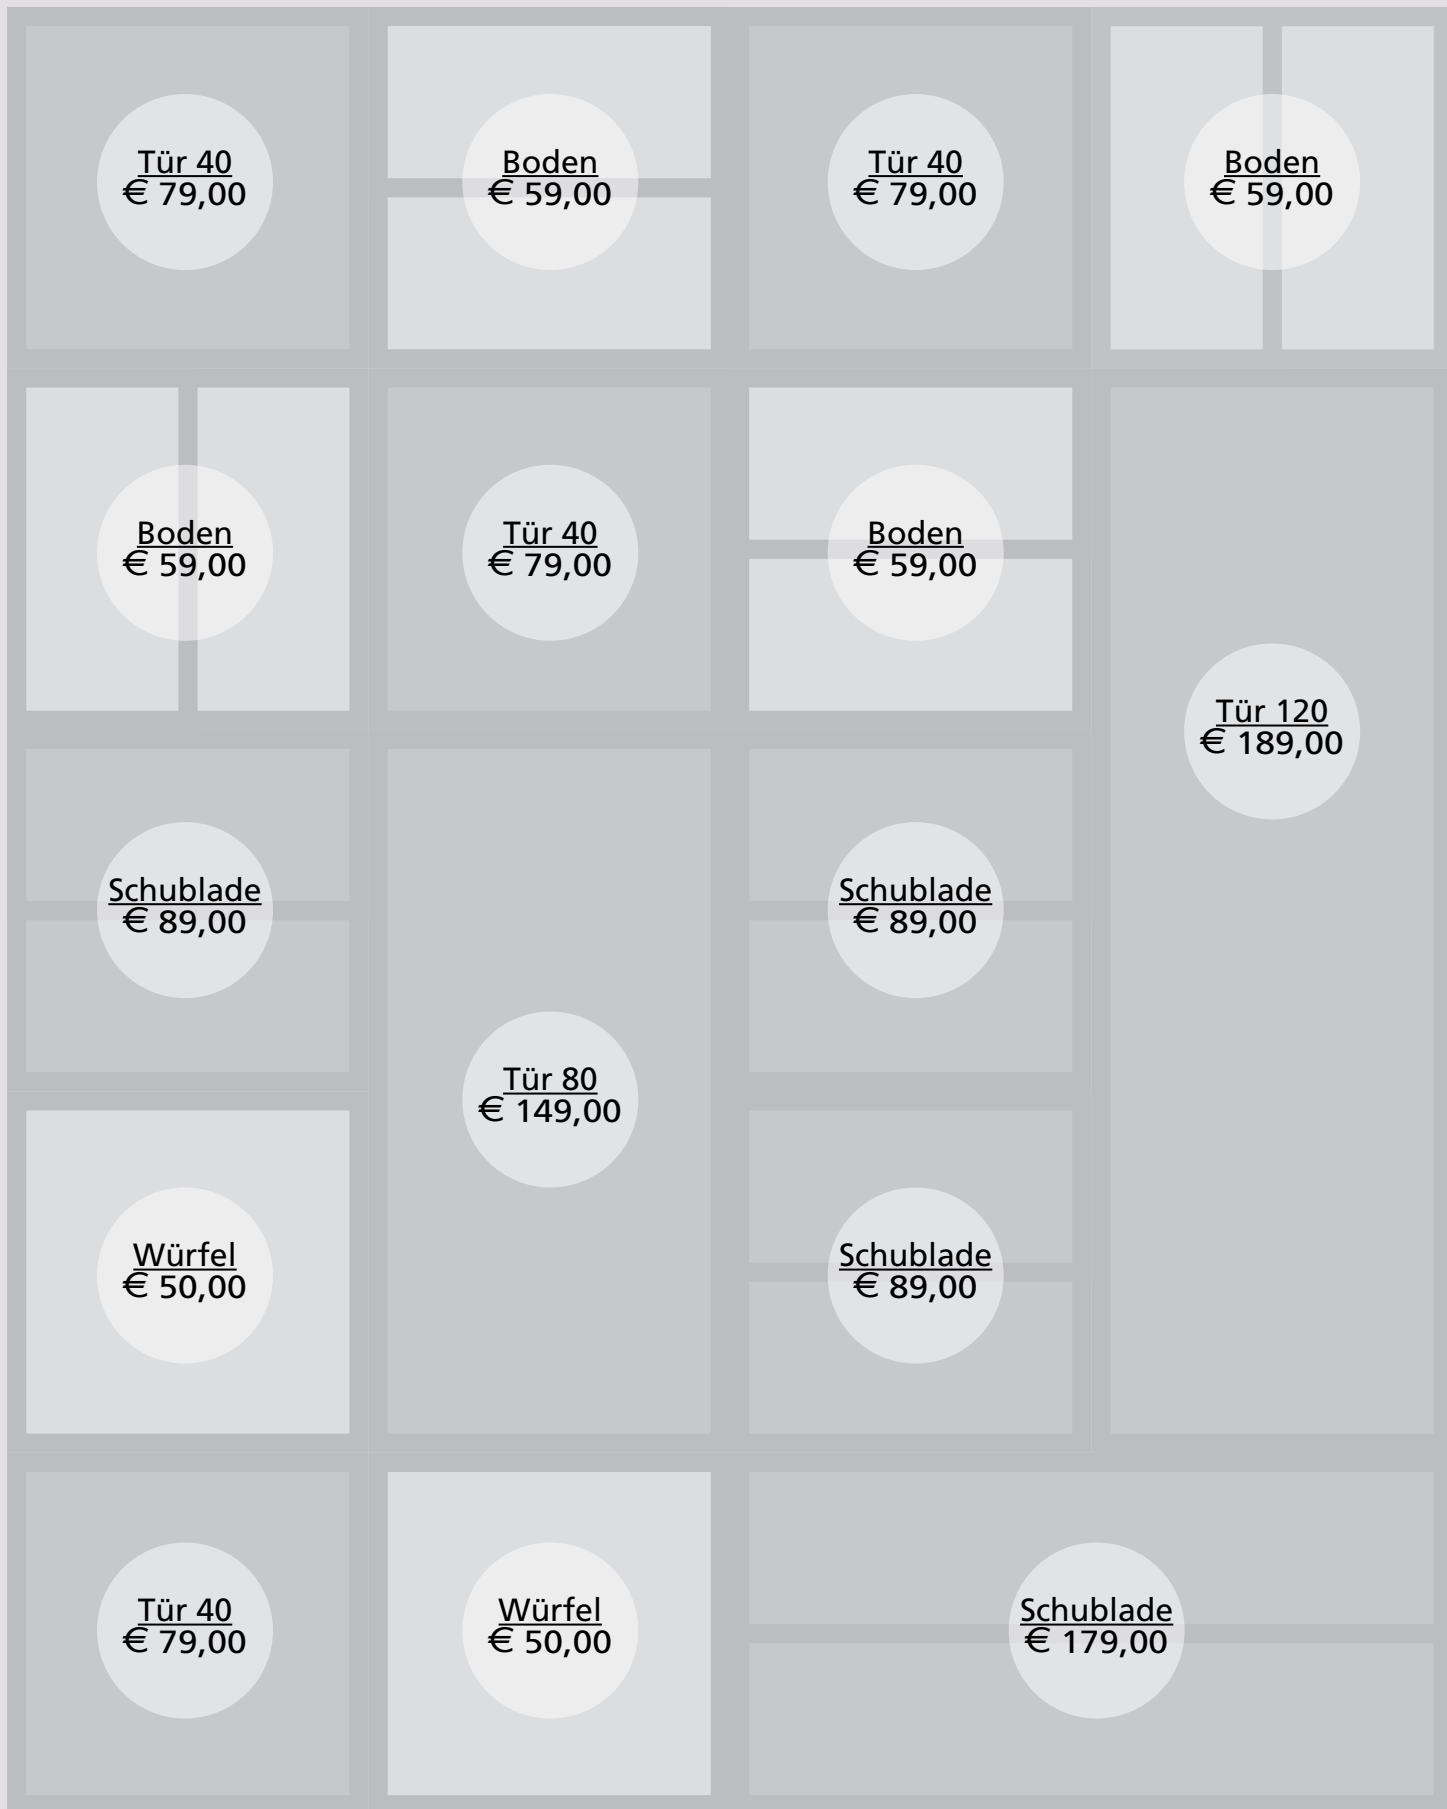 Tür 40
€ 79,00
Boden
€ 59,00
Tür 40
€ 79,00
Boden
€ 59,00
Boden
€ 59,00
Tür 40
€ 79,00
Boden
€ 59,00
Tür 120
€ 189,00
Schublade
€ 89,00
Schublade
€ 89,00
Tür 80
€ 149,00
Würfel
€ 50,00
Schublade
€ 89,00
Tür 40
€ 79,00
Würfel
€ 50,00
Schublade
€ 179,00